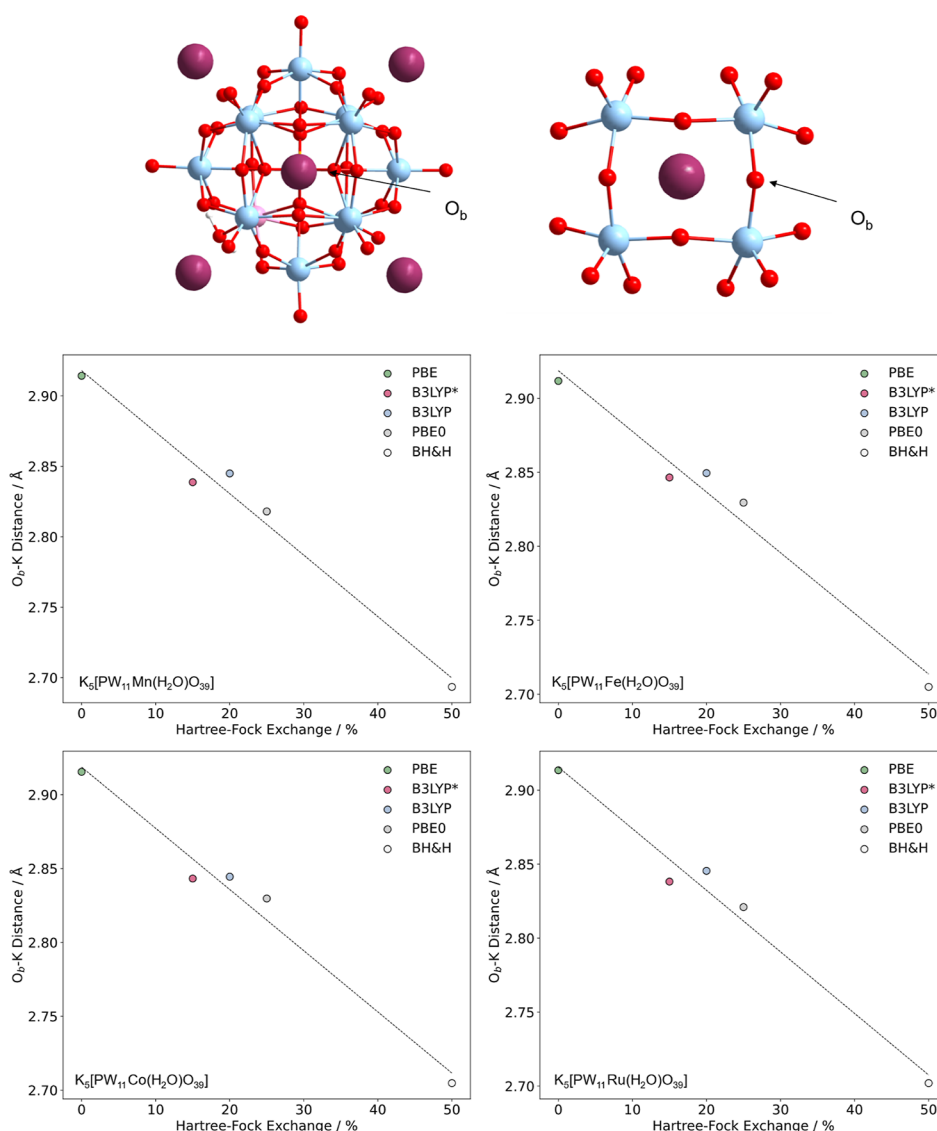 O_b
O_b
2.90
2.85
2.80
2.75
2.70
O_b-K Distance / Å
PBE
B3LYP*
B3LYP
PBE0
BH&H
K₅[PW₁₁Mn(H₂O)O₃₉]
0 10 20 30 40 50
Hartree-Fock Exchange / %
2.90
2.85
2.80
2.75
2.70
O_b-K Distance / Å
PBE
B3LYP*
B3LYP
PBE0
BH&H
K₅[PW₁₁Fe(H₂O)O₃₉]
0 10 20 30 40 50
Hartree-Fock Exchange / %
2.90
2.85
2.80
2.75
2.70
O_b-K Distance / Å
PBE
B3LYP*
B3LYP
PBE0
BH&H
K₅[PW₁₁Co(H₂O)O₃₉]
0 10 20 30 40 50
Hartree-Fock Exchange / %
2.90
2.85
2.80
2.75
2.70
O_b-K Distance / Å
PBE
B3LYP*
B3LYP
PBE0
BH&H
K₅[PW₁₁Ru(H₂O)O₃₉]
0 10 20 30 40 50
Hartree-Fock Exchange / %